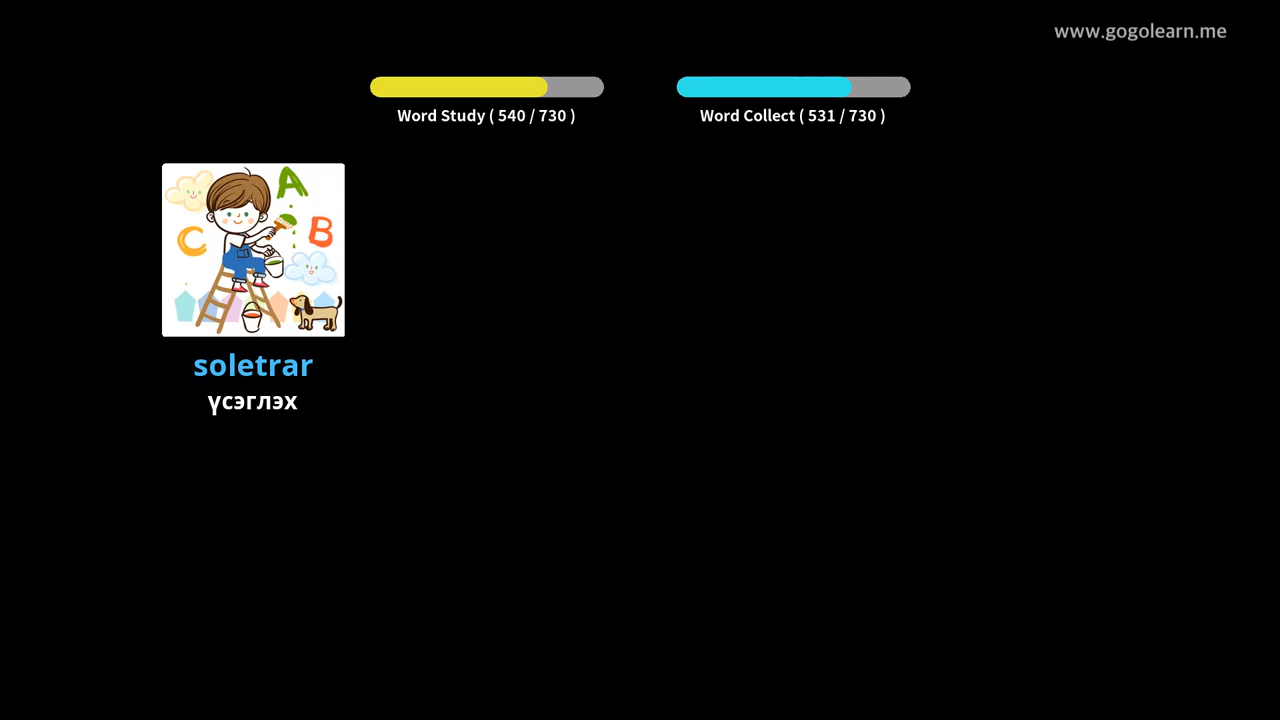 www.gogolearn.me
Word Study ( 540 / 730 )
Word Collect ( 531 / 730 )
A
B
C
soletrar
үсэглэх